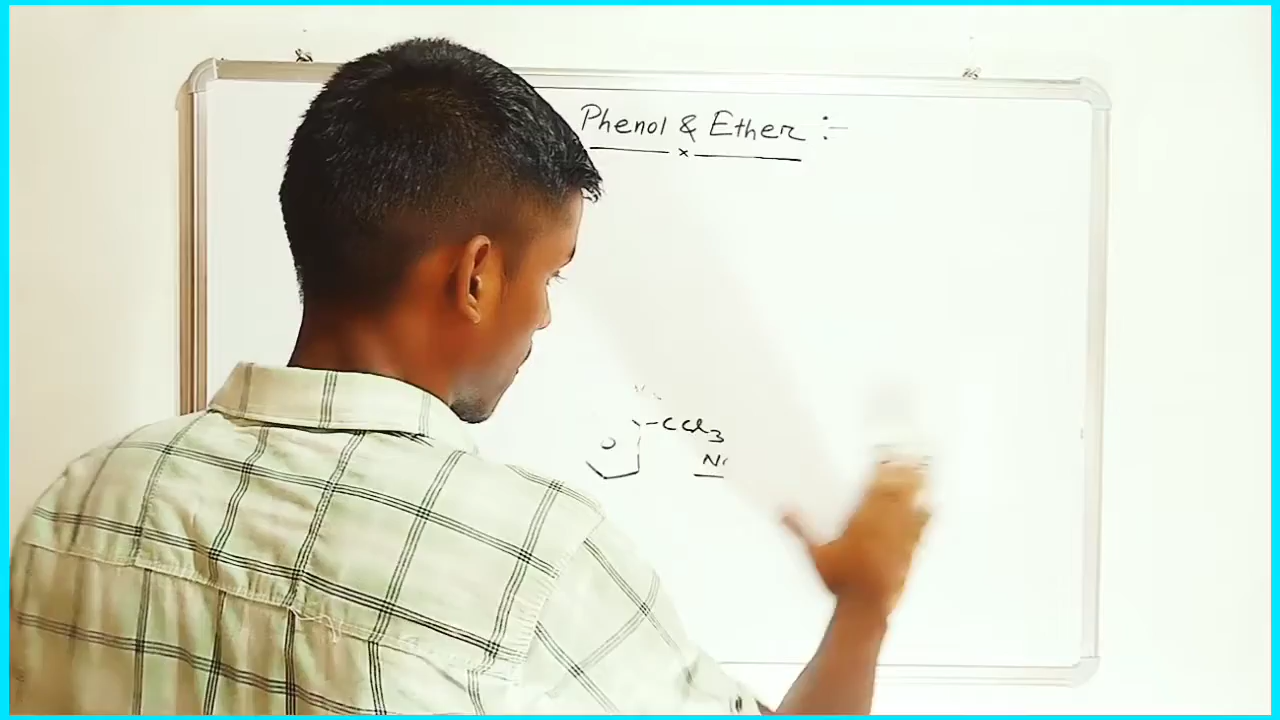 Phenol & Ether :-
-CCl3